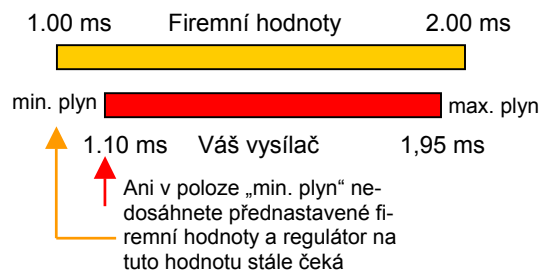 1.00 ms Firemní hodnoty 2.00 ms
min. plyn max. plyn
1.10 ms Váš vysílač 1,95 ms
Ani v poloze „min. plyn“ ne-
dosáhnete přednastavené fi-
remní hodnoty a regulátor na
tuto hodnotu stále čeká